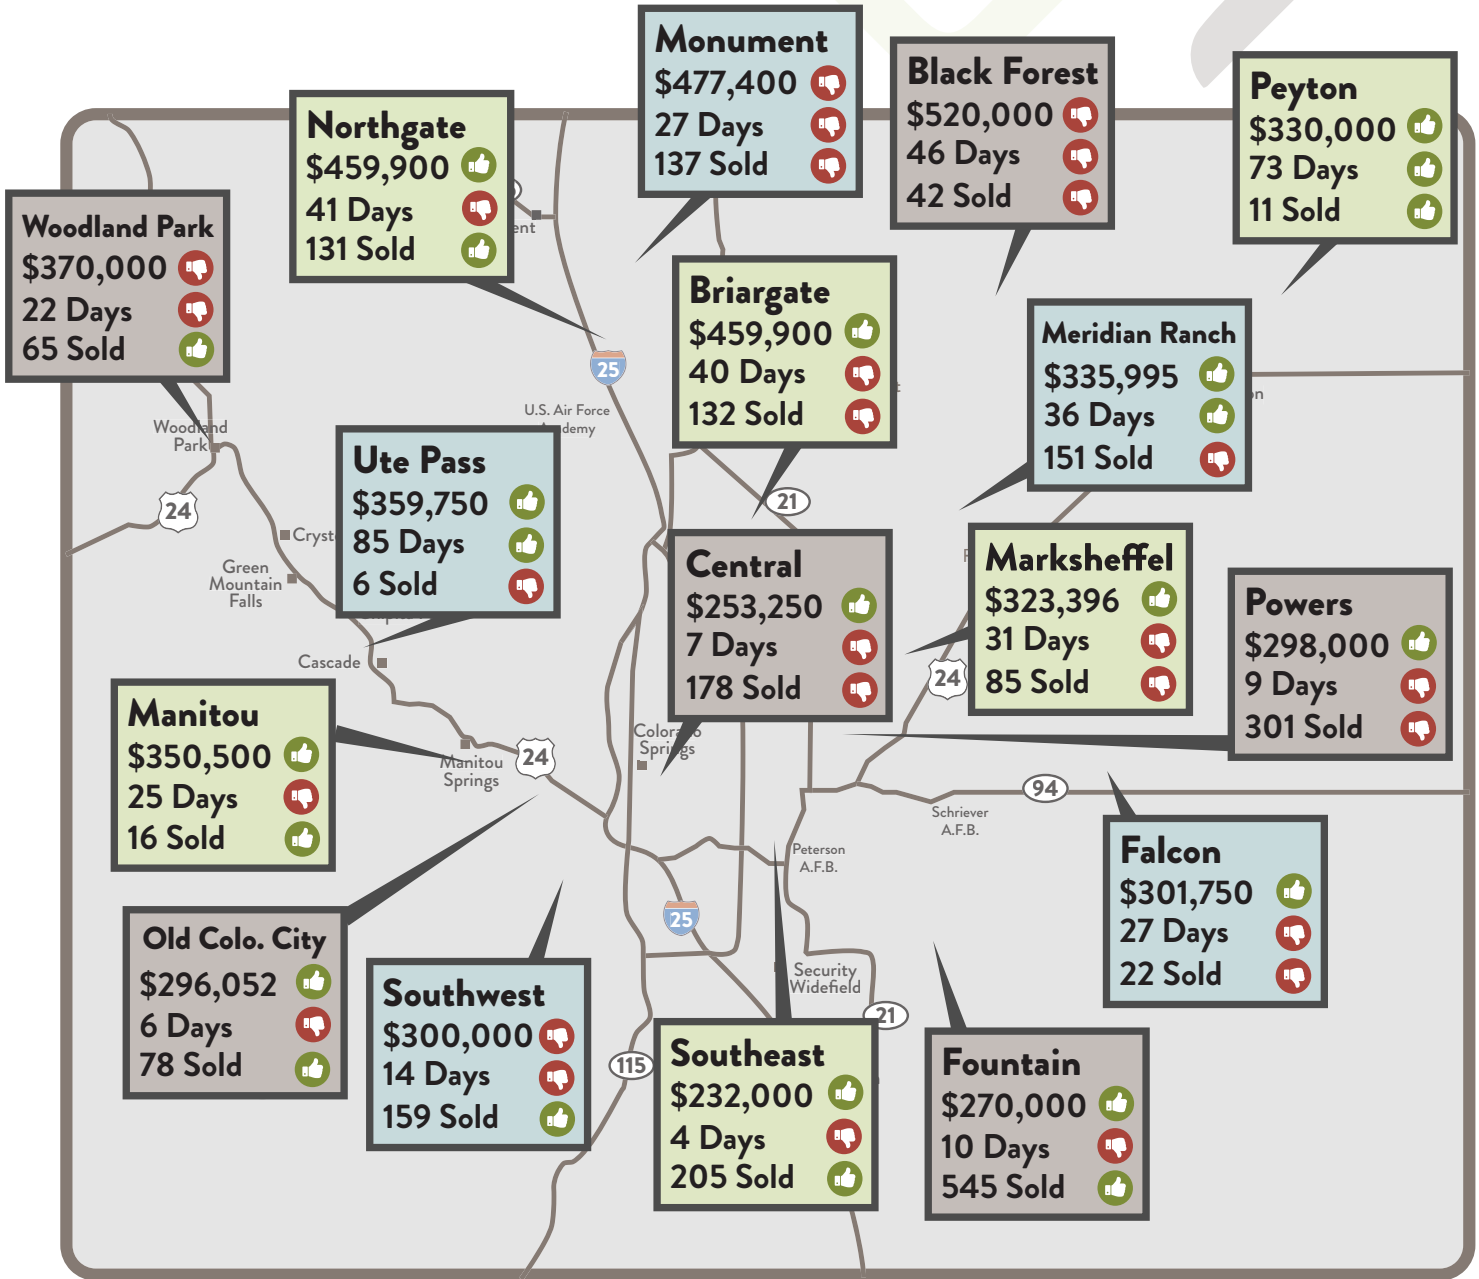 Monument
$477,400
27 Days
137 Sold
Black Forest
$520,000
46 Days
42 Sold
Peyton
$330,000
73 Days
11 Sold
Northgate
$459,900
41 Days
131 Sold
ent
Woodland Park
$370,000
22 Days
65 Sold
Briargate
$459,900
40 Days
132 Sold
Meridian Ranch
$335,995
36 Days
151 Sold
25
U.S. Air Force
demy
Woodland
Park
24
Ute Pass
$359,750
85 Days
6 Sold
21
Cryst
Green
Mountain
Falls
Central
$253,250
7 Days
178 Sold
Marksheffel
$323,396
31 Days
85 Sold
Powers
$298,000
9 Days
301 Sold
Cascade
24
Manitou
$350,500
25 Days
16 Sold
Manitou
Springs
24
Colorado
Springs
94
Schriever
A.F.B.
Peterson
A.F.B.
Falcon
$301,750
27 Days
22 Sold
Old Colo. City
$296,052
6 Days
78 Sold
25
Southwest
$300,000
14 Days
159 Sold
Security
Widefield
21
115
Southeast
$232,000
4 Days
205 Sold
Fountain
$270,000
10 Days
545 Sold